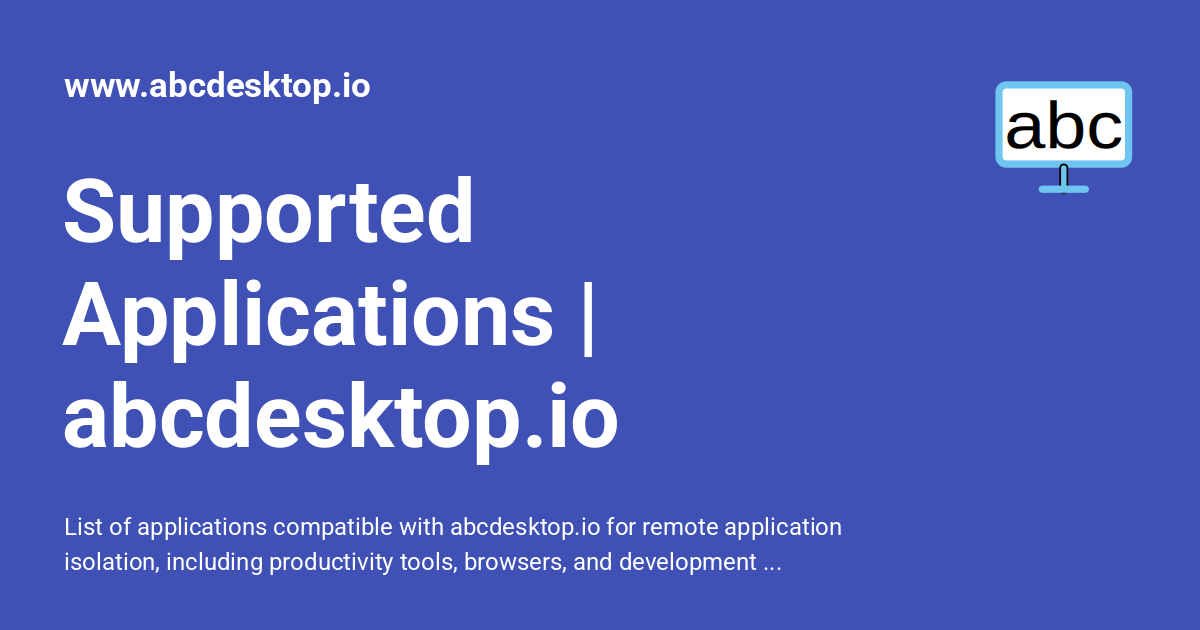 www.abcdesktop.io
abc
Supported
Applications |
abcdesktop.io
List of applications compatible with abcdesktop.io for remote application
isolation, including productivity tools, browsers, and development ...